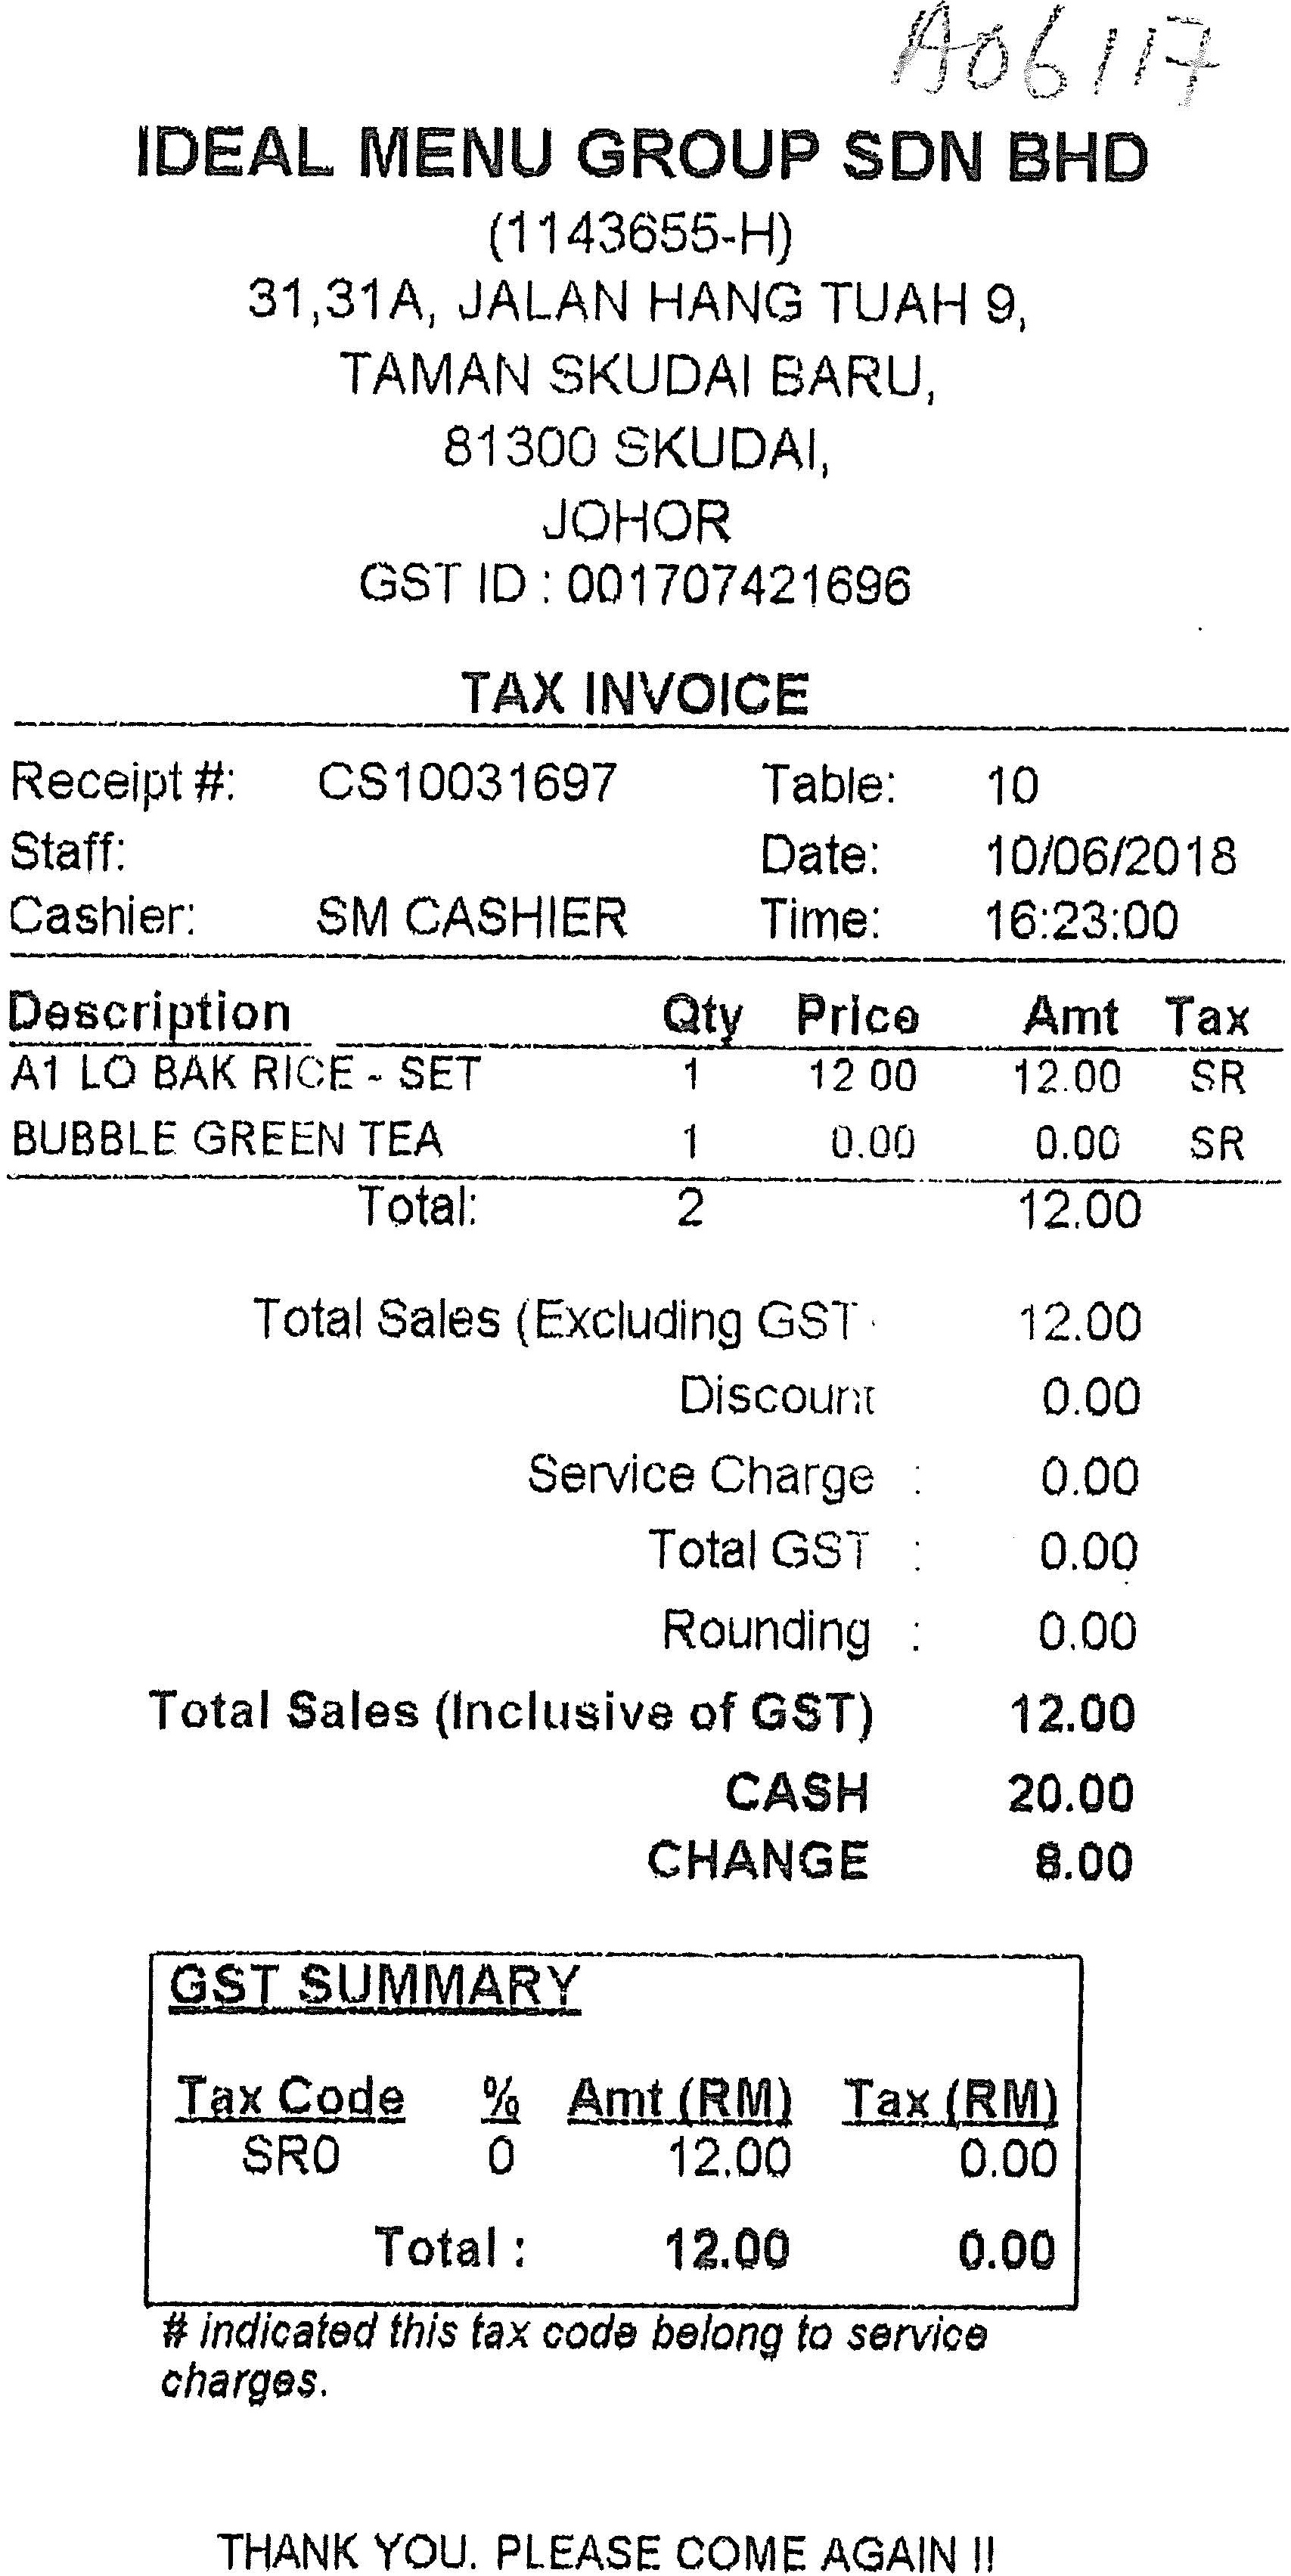 A06117
IDEAL MENU GROUP SDN BHD
(1143655-H)
31,31A, JALAN HANG TUAH 9,
TAMAN SKUDAI BARU,
81300 SKUDAI,
JOHOR
GST ID : 001707421696
TAX INVOICE
Receipt #: CS10031697 Table: 10
Staff: Date: 10/06/2018
Cashier: SM CASHIER Time: 16:23:00
Description Qty Price Amt Tax
A1 LO BAK RICE - SET 1 12 00 12.00 SR
BUBBLE GREEN TEA 1 0.00 0.00 SR
Total: 2 12.00
Total Sales (Excluding GST 12.00
Discount 0.00
Service Charge : 0.00
Total GST : 0.00
Rounding : 0.00
Total Sales (Inclusive of GST) 12.00
CASH 20.00
CHANGE 8.00
GST SUMMARY
Tax Code % Amt (RM) Tax (RM)
SR0 0 12.00 0.00
Total : 12.00 0.00
# indicated this tax code belong to service
charges.
THANK YOU. PLEASE COME AGAIN !!